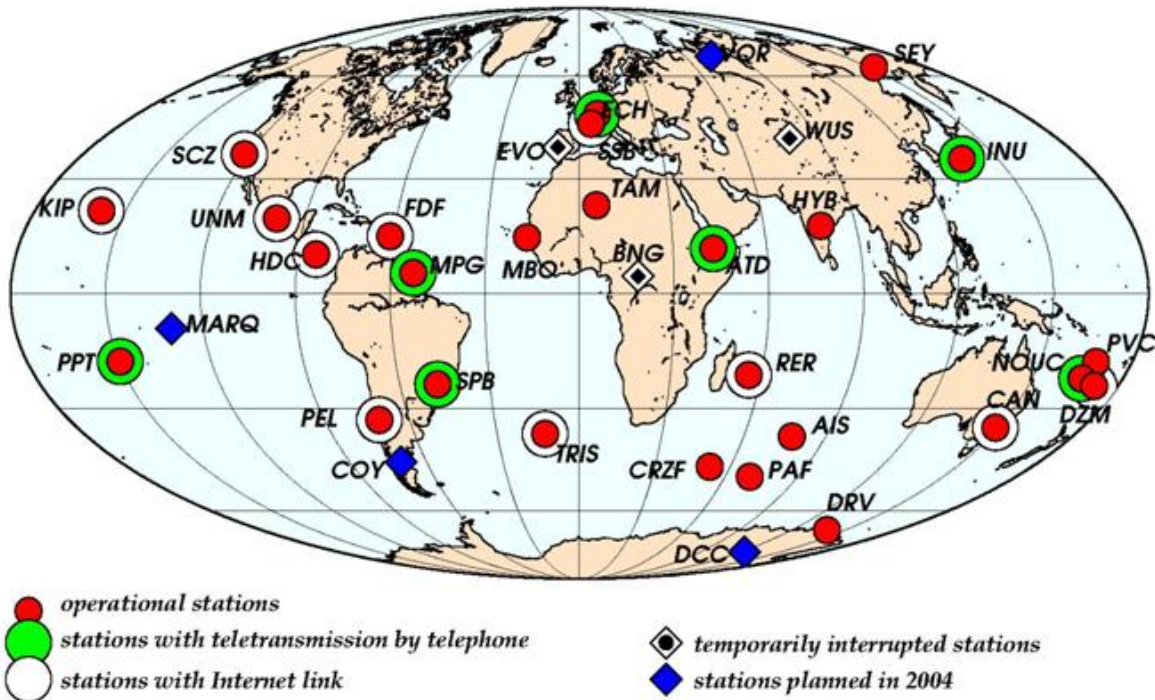 VOR
SEY
ECH
SCZ
EVO
SSB
WUS
INU
TAM
KIP
UNM
FDF
HYB
HDC
MPG
MBO
BNG
ATD
MARQ
PVC
PPT
SPB
RER
NOUC
CAN
DZM
PEL
TRIS
AIS
COY
CRZF
PAF
DRV
DCC
operational stations
stations with teletransmission by telephone
temporarily interrupted stations
stations with Internet link
stations planned in 2004